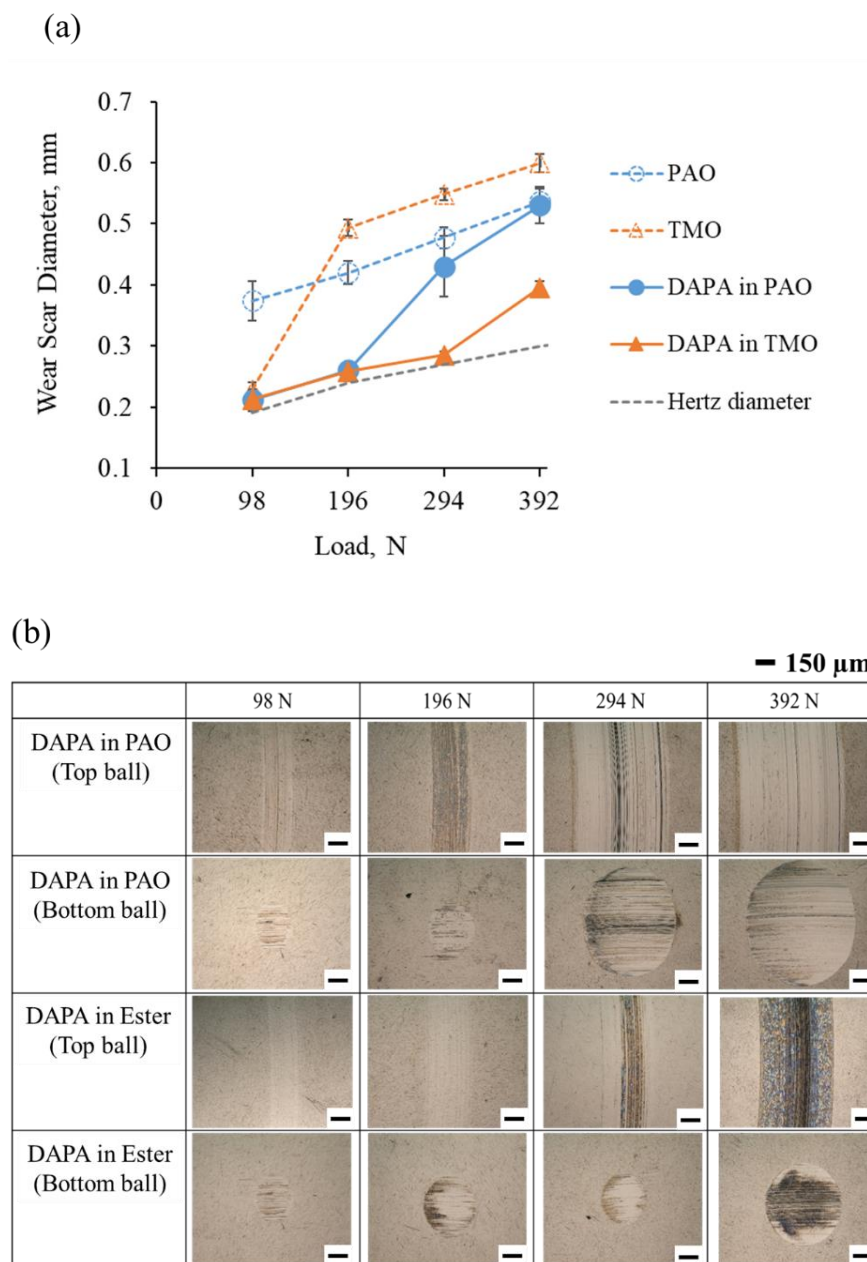 (a)
0.7
0.6
0.5
0.4
0.3
0.2
0.1
0
98
196
294
392
Wear Scar Diameter, mm
Load, N
PAO
TMO
DAPA in PAO
DAPA in TMO
Hertz diameter
(b)
150 µm
98 N
196 N
294 N
392 N
DAPA in PAO
(Top ball)
DAPA in PAO
(Bottom ball)
DAPA in Ester
(Top ball)
DAPA in Ester
(Bottom ball)